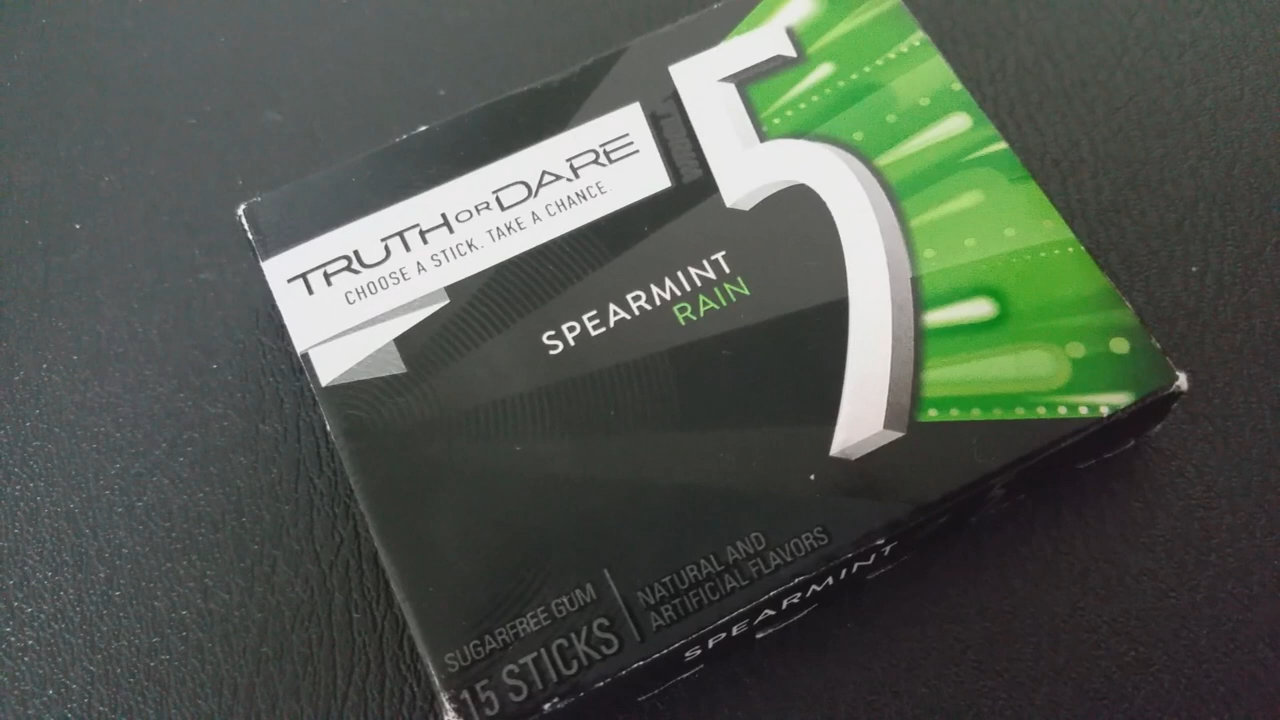 TRUTH OR DARE
CHOOSE A STICK. TAKE A CHANCE.
5
SPEARMINT
RAIN
SUGARFREE GUM
15 STICKS
NATURAL AND
ARTIFICIAL FLAVORS
SPEARMINT